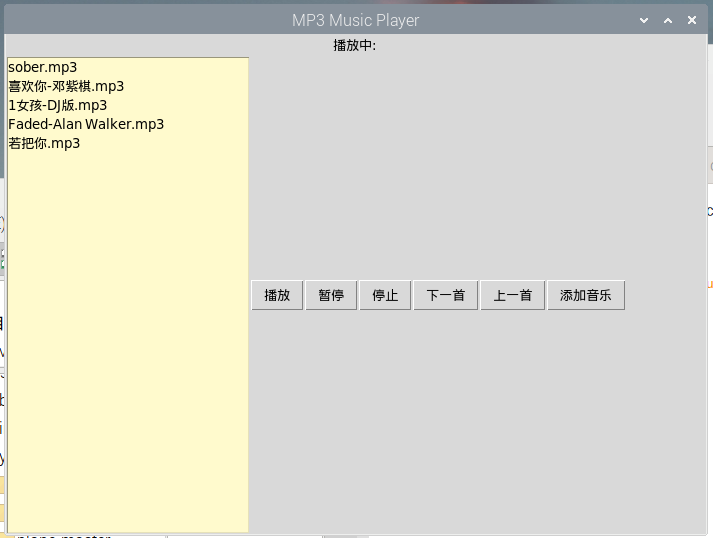 MP3 Music Player
播放中:
sober.mp3
喜欢你-邓紫棋.mp3
1女孩-DJ版.mp3
Faded-Alan Walker.mp3
若把你.mp3
播放 暂停 停止 下一首 上一首 添加音乐